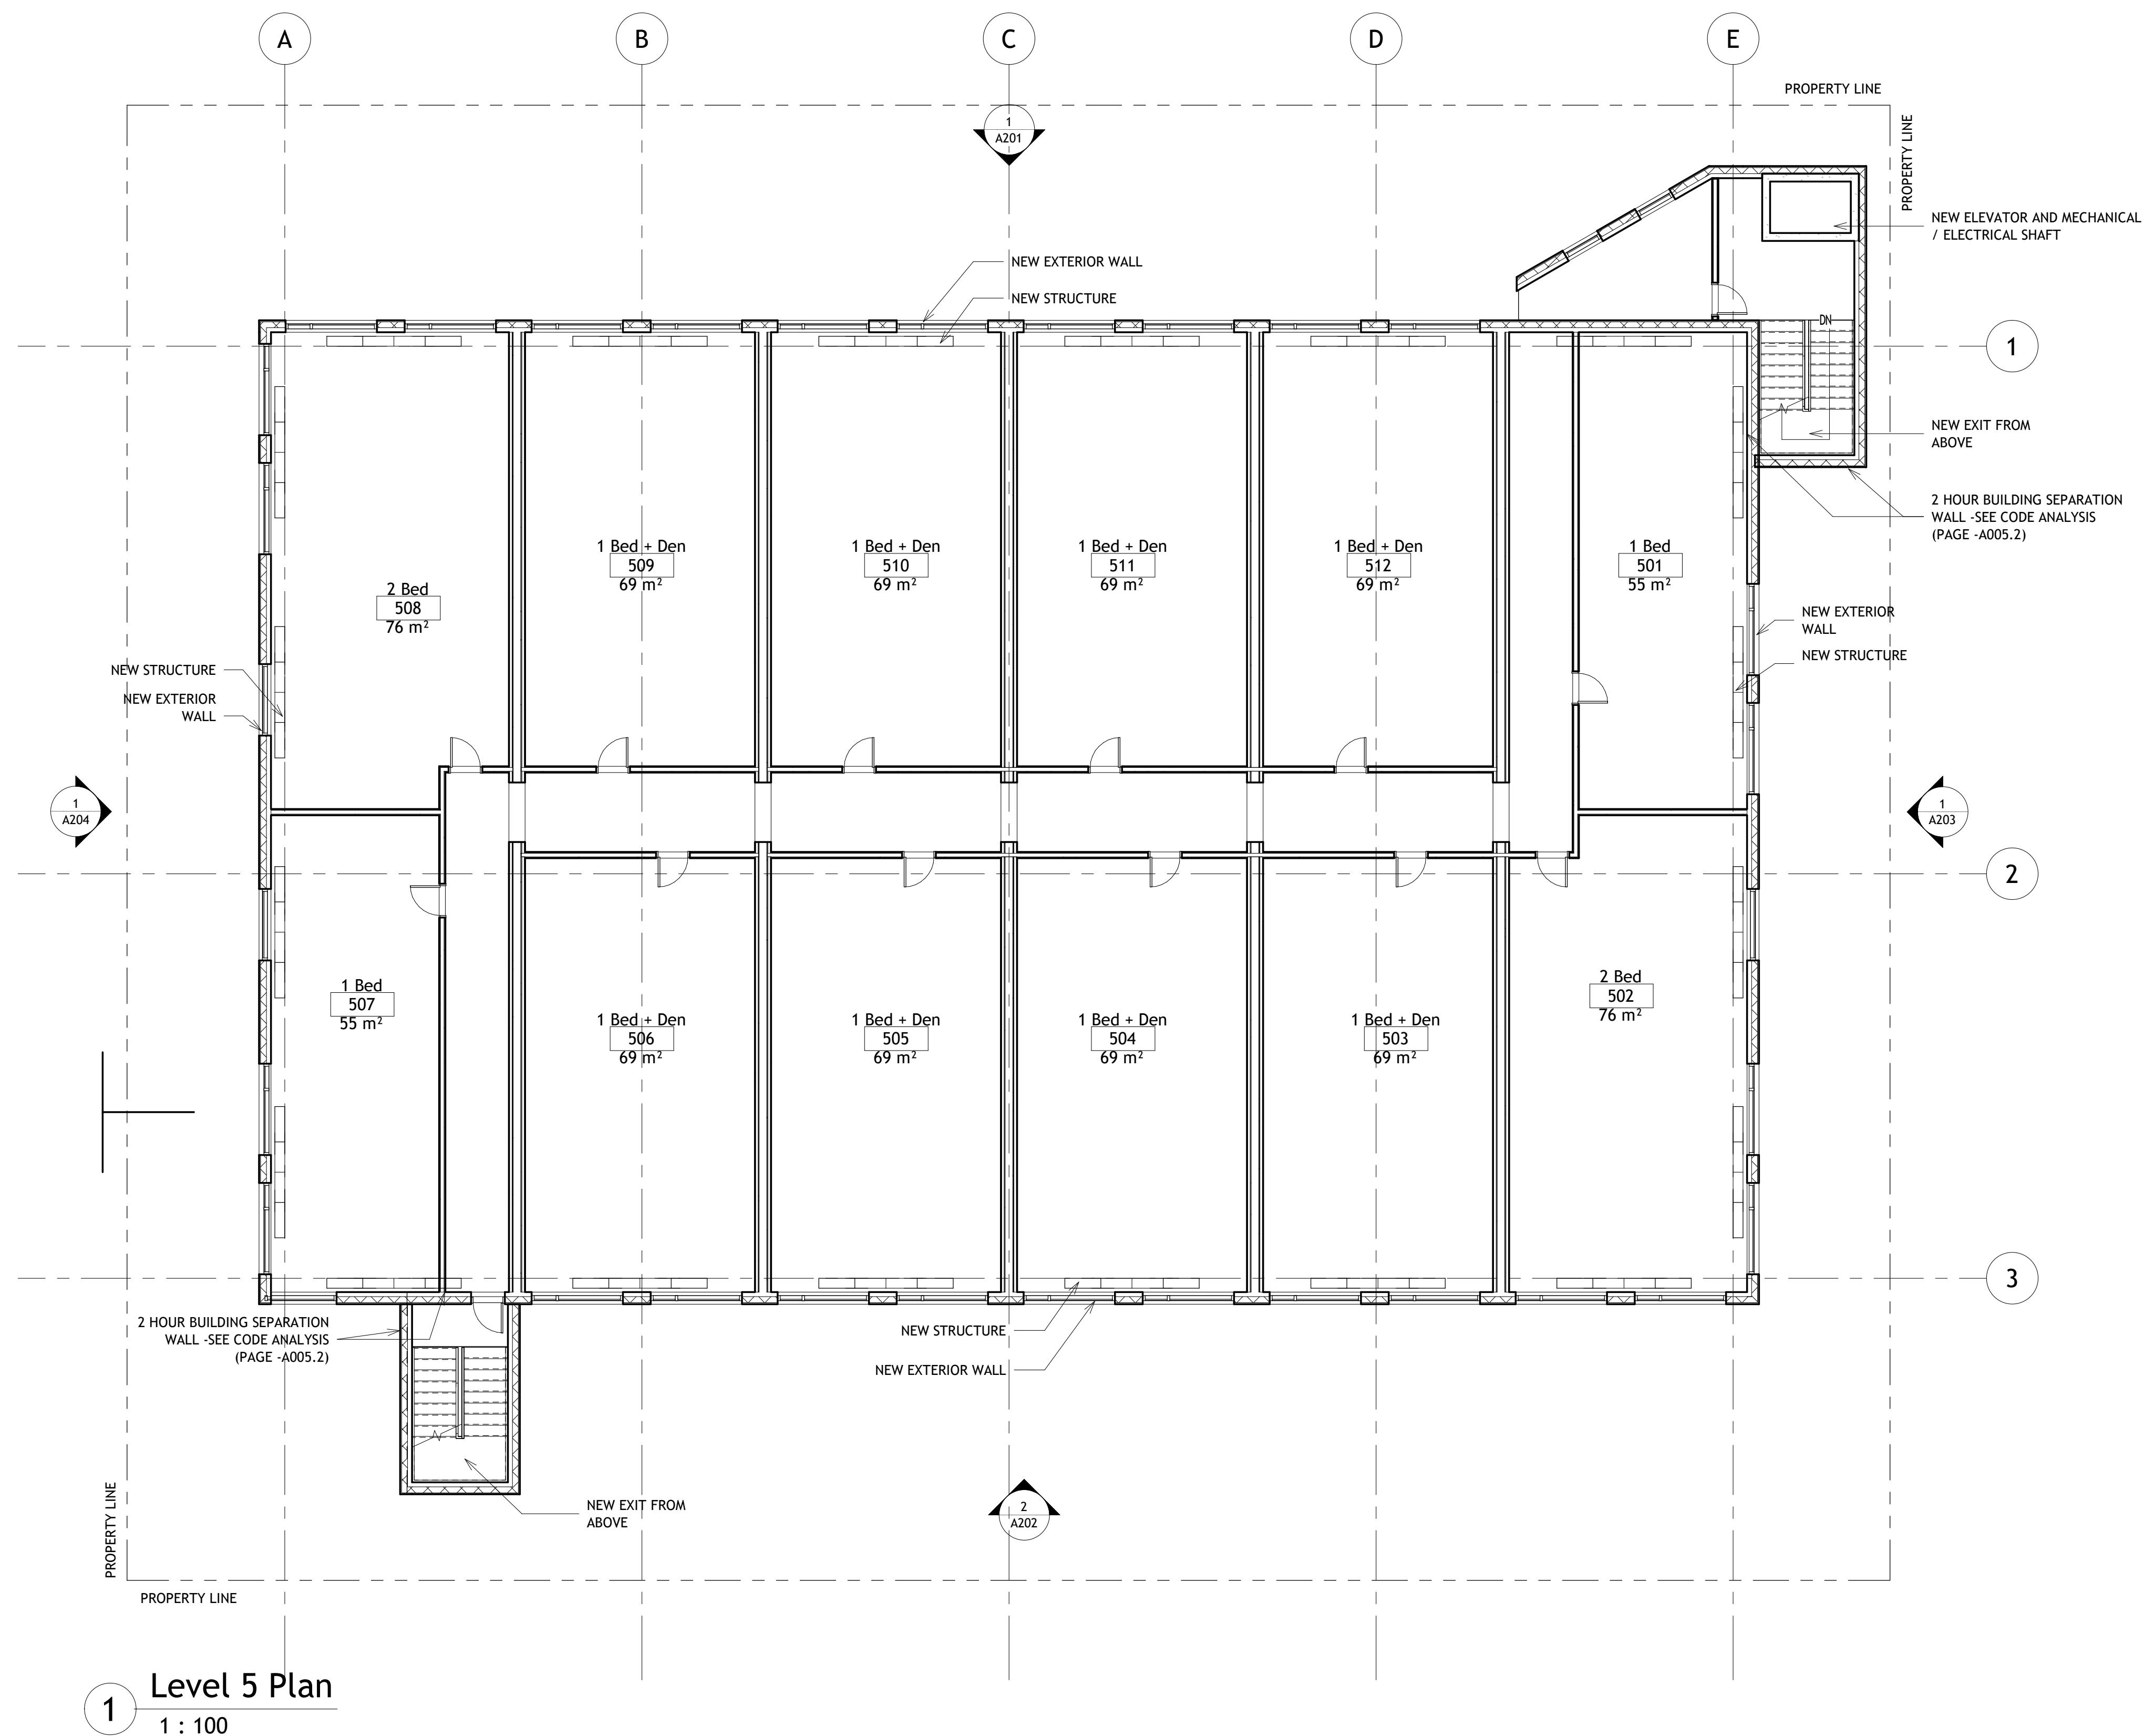 A
B
C
D
E
PROPERTY LINE
PROPERTY LINE
1
A201
NEW ELEVATOR AND MECHANICAL
/ ELECTRICAL SHAFT
NEW EXTERIOR WALL
NEW STRUCTURE
DN
1
NEW EXIT FROM
ABOVE
2 HOUR BUILDING SEPARATION
WALL -SEE CODE ANALYSIS
(PAGE -A005.2)
2 Bed
508
76 m²
1 Bed + Den
509
69 m²
1 Bed + Den
510
69 m²
1 Bed + Den
511
69 m²
1 Bed + Den
512
69 m²
1 Bed
501
55 m²
NEW EXTERIOR
WALL
NEW STRUCTURE
NEW STRUCTURE
NEW EXTERIOR
WALL
1
A204
1
A203
2
1 Bed
507
55 m²
1 Bed + Den
506
69 m²
1 Bed + Den
505
69 m²
1 Bed + Den
504
69 m²
1 Bed + Den
503
69 m²
2 Bed
502
76 m²
3
2 HOUR BUILDING SEPARATION
WALL -SEE CODE ANALYSIS
(PAGE -A005.2)
NEW STRUCTURE
NEW EXTERIOR WALL
NEW EXIT FROM
ABOVE
2
A202
PROPERTY LINE
PROPERTY LINE
1
Level 5 Plan
1 : 100